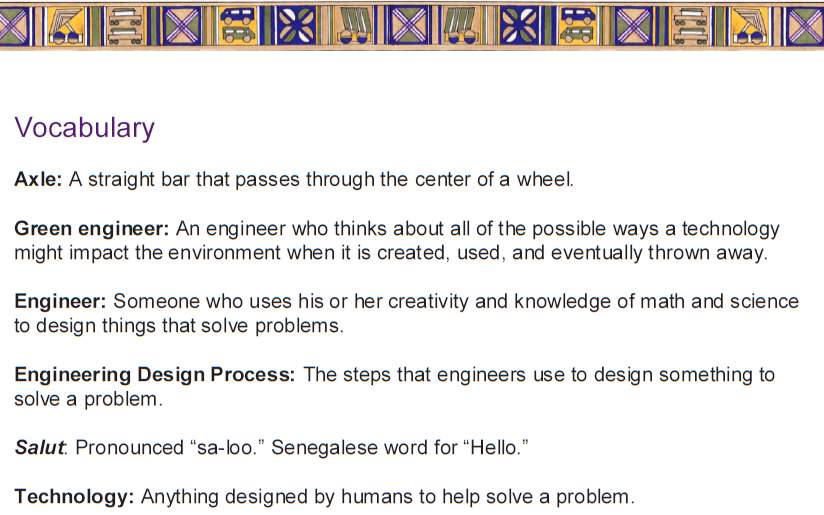 Vocabulary
Axle: A straight bar that passes through the center of a wheel.
Green engineer: An engineer who thinks about all of the possible ways a technology
might impact the environment when it is created, used, and eventually thrown away.
Engineer: Someone who uses his or her creativity and knowledge of math and science
to design things that solve problems.
Engineering Design Process: The steps that engineers use to design something to
solve a problem.
Salut: Pronounced “sa-loo.” Senegalese word for “Hello.”
Technology: Anything designed by humans to help solve a problem.